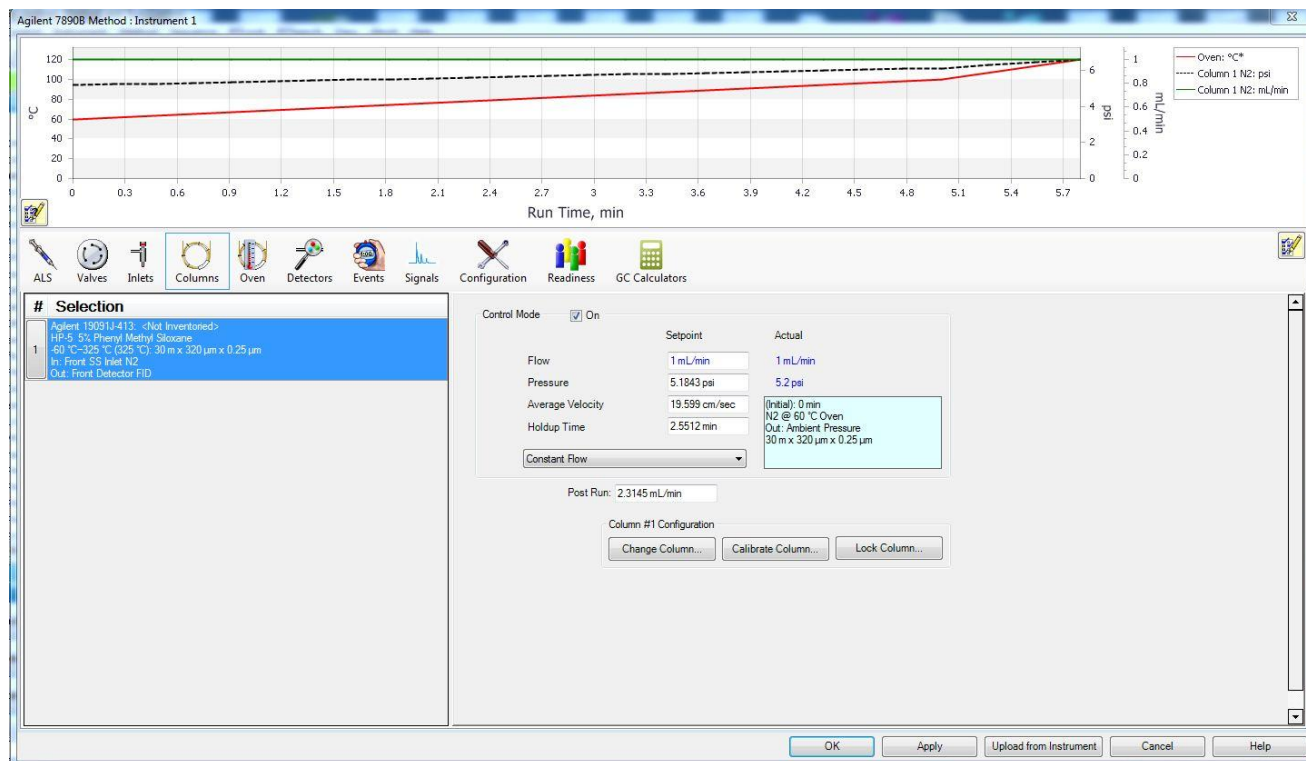 Agilent 7890B Method : Instrument 1
120
100
80
60
40
20
0
°C
0 0.3 0.6 0.9 1.2 1.5 1.8 2.1 2.4 2.7 3 3.3 3.6 3.9 4.2 4.5 4.8 5.1 5.4 5.7
Run Time, min
6
4
2
0
psi
1
0.8
0.6
0.4
0.2
0
mL/min
Oven: °C*
Column 1 N2: psi
Column 1 N2: mL/min
ALS Valves Inlets Columns Oven Detectors Events Signals Configuration Readiness GC Calculators
# Selection
1
Agilent 19091J-413: <Not Inventoried>
HP-5 5% Phenyl Methyl Siloxane
-60 °C-325 °C (325 °C): 30 m x 320 µm x 0.25 µm
In: Front SS Inlet N2
Out: Front Detector FID
Control Mode On
Setpoint Actual
Flow 1 mL/min 1 mL/min
Pressure 5.1843 psi 5.2 psi
Average Velocity 19.599 cm/sec
Holdup Time 2.5512 min
(Initial): 0 min
N2 @ 60 °C Oven
Out: Ambient Pressure
30 m x 320 µm x 0.25 µm
Constant Flow
Post Run: 2.3145 mL/min
Column #1 Configuration
Change Column... Calibrate Column... Lock Column...
OK Apply Upload from Instrument Cancel Help